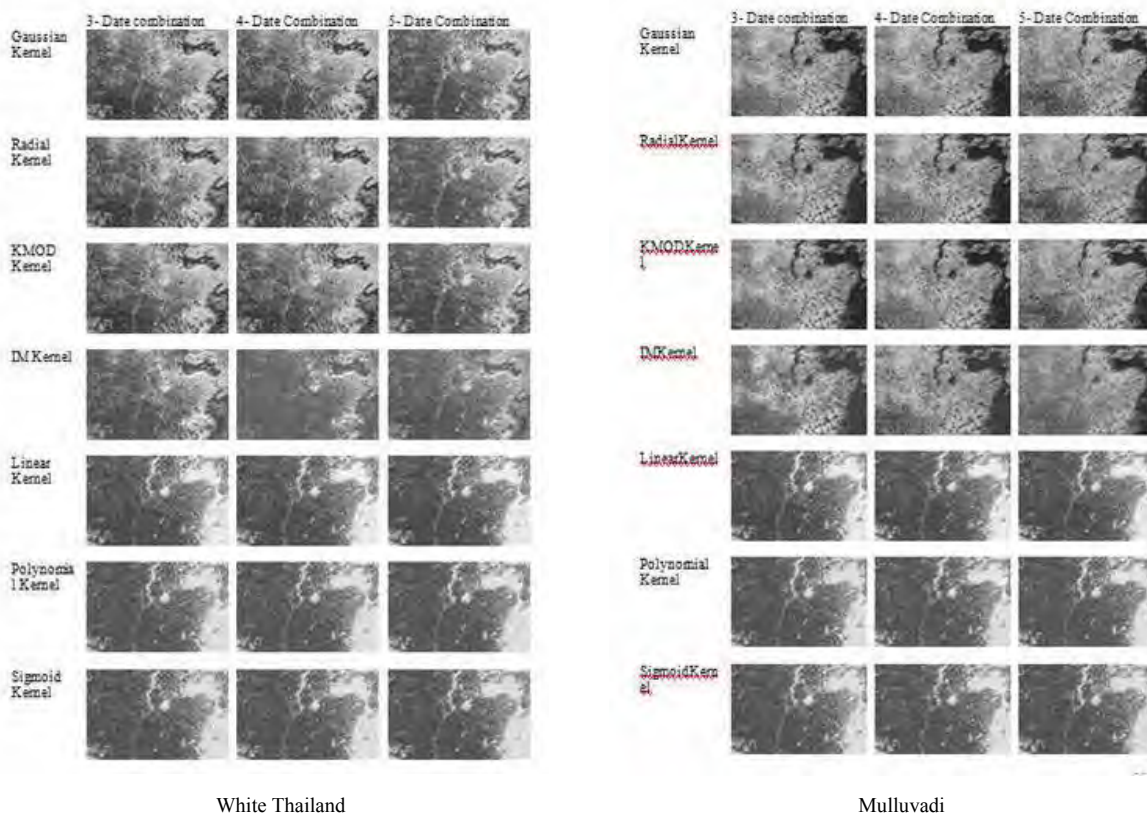 3- Date combination 4- Date Combination 5- Date Combination
Gaussian
Kernel
Radial
Kernel
KMOD
Kernel
IM Kernel
Linear
Kernel
Polynomia
l Kernel
Sigmoid
Kernel
White Thailand
3- Date combination 4- Date combination 5- Date Combination
Gaussian
Kernel
RadialKernel
KMODKerne
l
IMKernel
LinearKernel
Polynomial
Kernel
SigmoidKern
el
Mulluvadi